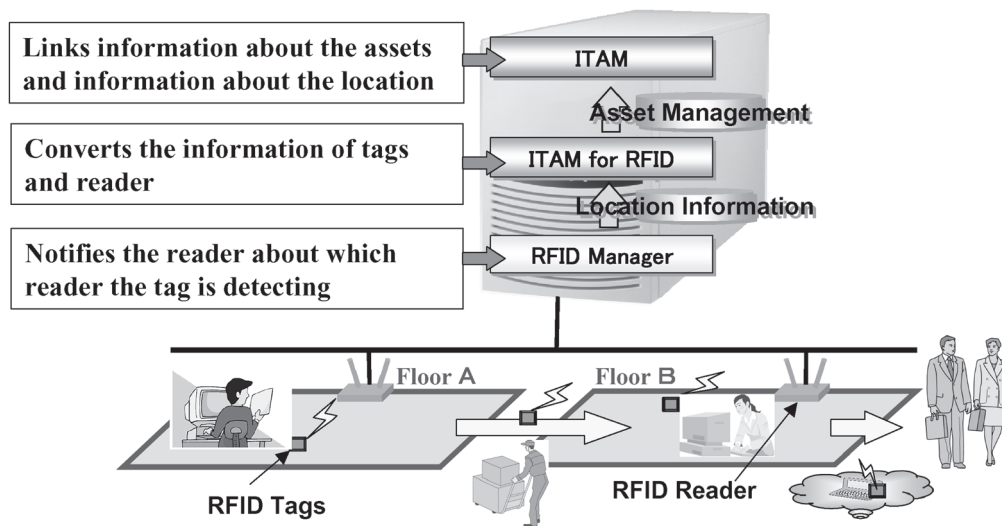 Links information about the assets
and information about the location
ITAM
Asset Management
Converts the information of tags
and reader
ITAM for RFID
Location Information
Notifies the reader about which
reader the tag is detecting
RFID Manager
Floor A
Floor B
RFID Tags
RFID Reader